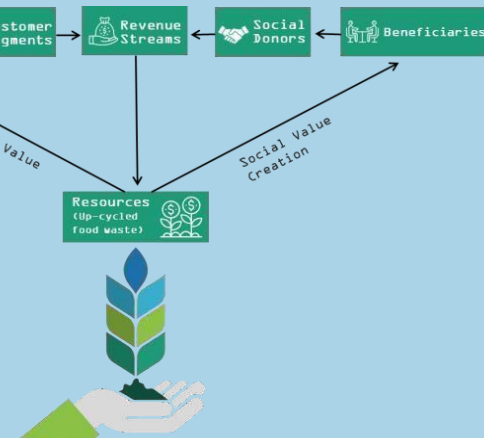 stomer
gments
Revenue
Streams
Social
Donors
Beneficiaries
Value
Social Value
Creation
Resources
(Up-cycled
food waste)